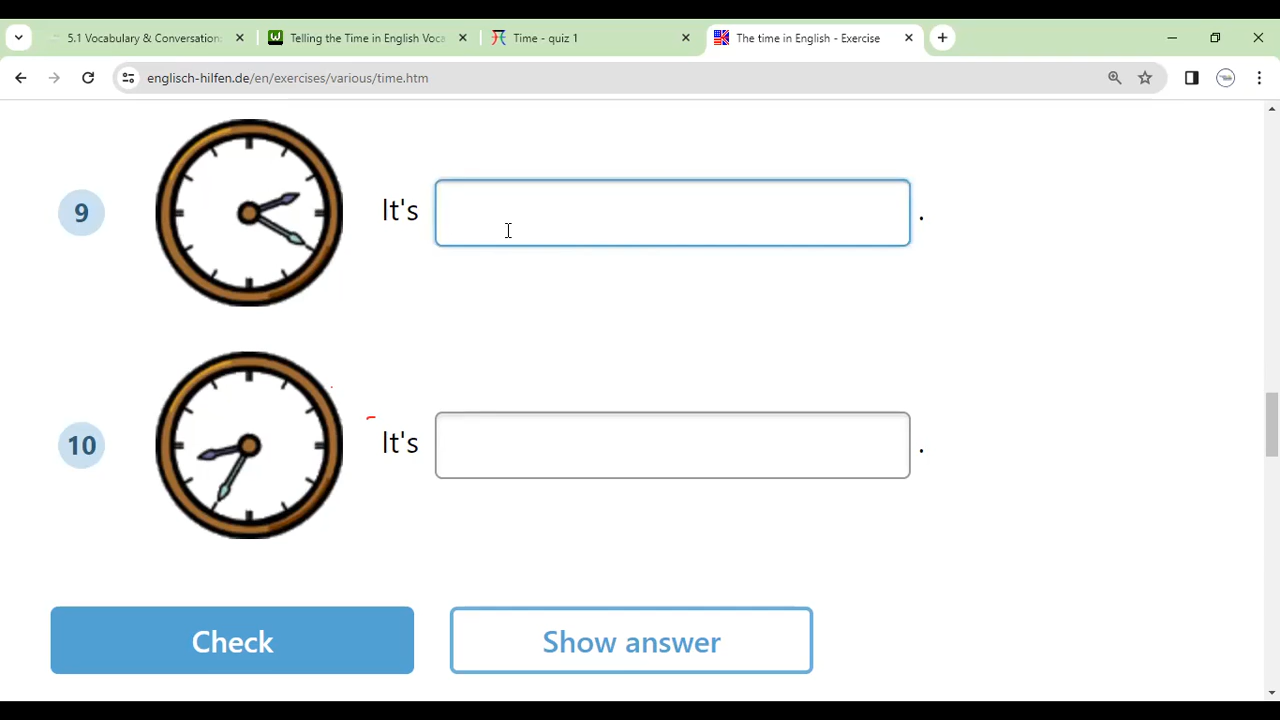 5.1 Vocabulary & Conversation
Telling the Time in English Voca
Time - quiz 1
The time in English - Exercise
englisch-hilfen.de/en/exercises/various/time.htm
9 It's .
10 It's .
Check
Show answer